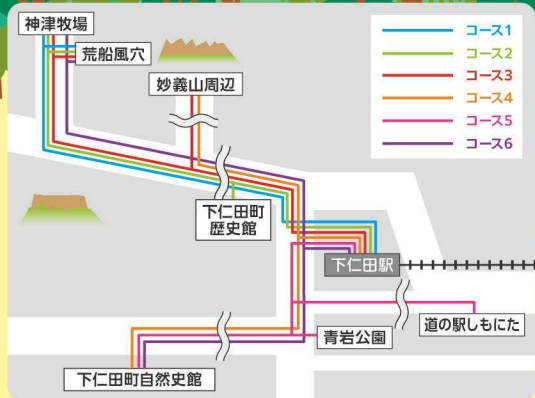 神津牧場
荒船風穴
妙義山周辺
コース1
コース2
コース3
コース4
コース5
コース6
下仁田町
歴史館
下仁田駅
道の駅しもにた
青岩公園
下仁田町自然史館